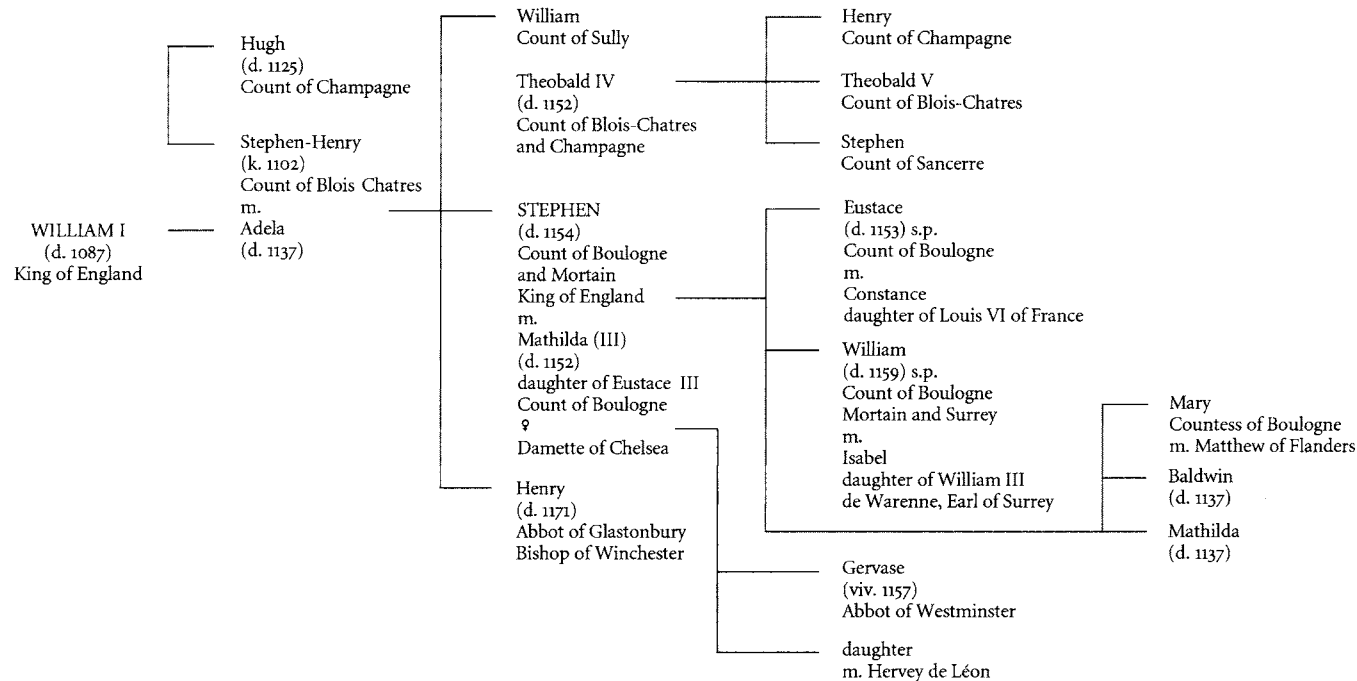 WILLIAM I
(d. 1087)
King of England
Hugh
(d. 1125)
Count of Champagne
Stephen-Henry
(k. 1102)
Count of Blois Chatres
m.
Adela
(d. 1137)
William
Count of Sully
Theobald IV
(d. 1152)
Count of Blois-Chatres
and Champagne
STEPHEN
(d. 1154)
Count of Boulogne
and Mortain
King of England
m.
Mathilda (III)
(d. 1152)
daughter of Eustace III
Count of Boulogne
♀
Damette of Chelsea
Henry
(d. 1171)
Abbot of Glastonbury
Bishop of Winchester
Henry
Count of Champagne
Theobald V
Count of Blois-Chatres
Stephen
Count of Sancerre
Eustace
(d. 1153) s.p.
Count of Boulogne
m.
Constance
daughter of Louis VI of France
William
(d. 1159) s.p.
Count of Boulogne
Mortain and Surrey
m.
Isabel
daughter of William III
de Warenne, Earl of Surrey
Gervase
(viv. 1157)
Abbot of Westminster
daughter
m. Hervey de Léon
Mary
Countess of Boulogne
m. Matthew of Flanders
Baldwin
(d. 1137)
Mathilda
(d. 1137)